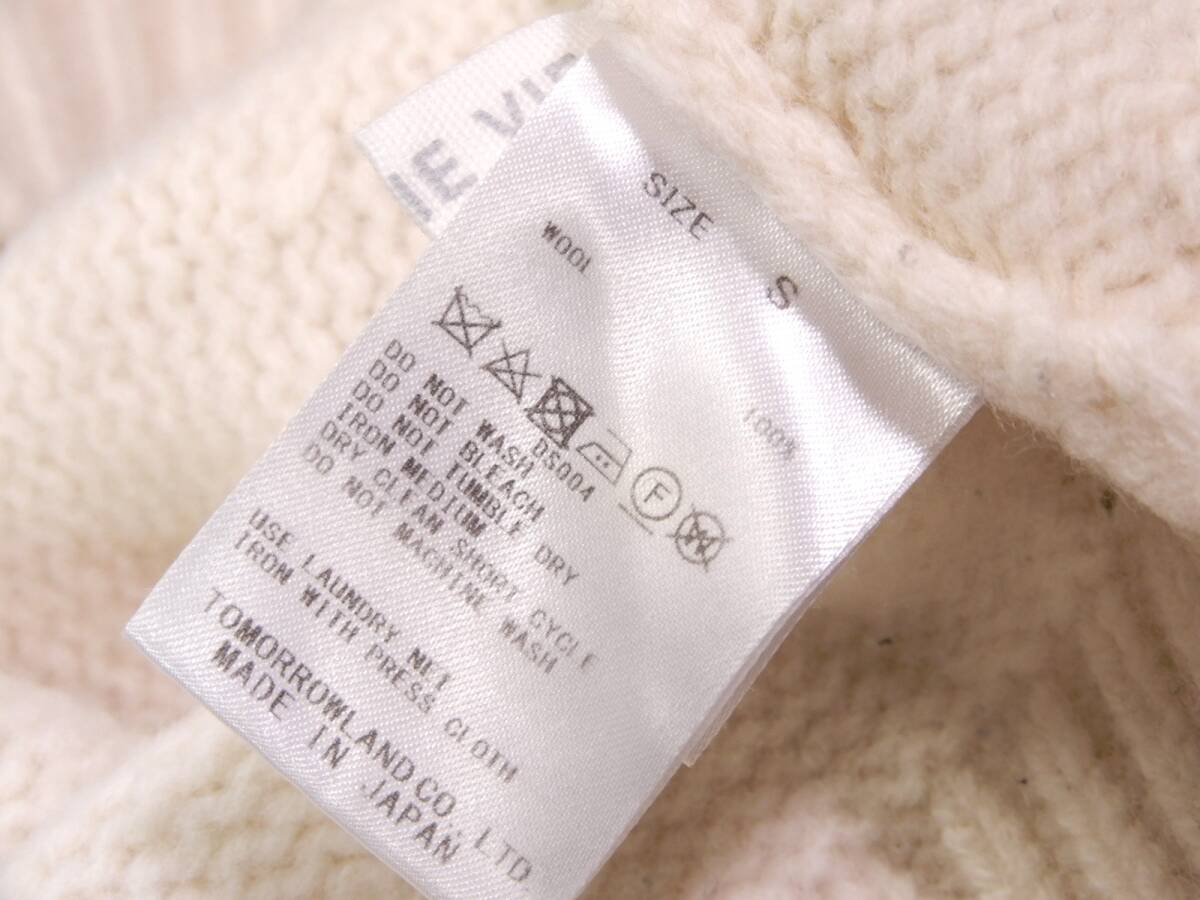 SIZE S
WOOL 100%
F W
DS004
DO NOT WASH
DO NOT BLEACH
DO NOT TUMBLE DRY
IRON MEDIUM
DRY CLEAN SHORT CYCLE
DO NOT MACHINE WASH
USE LAUNDRY NET
IRON WITH PRESS CLOTH
TOMORROWLAND CO.,LTD.
MADE IN JAPAN